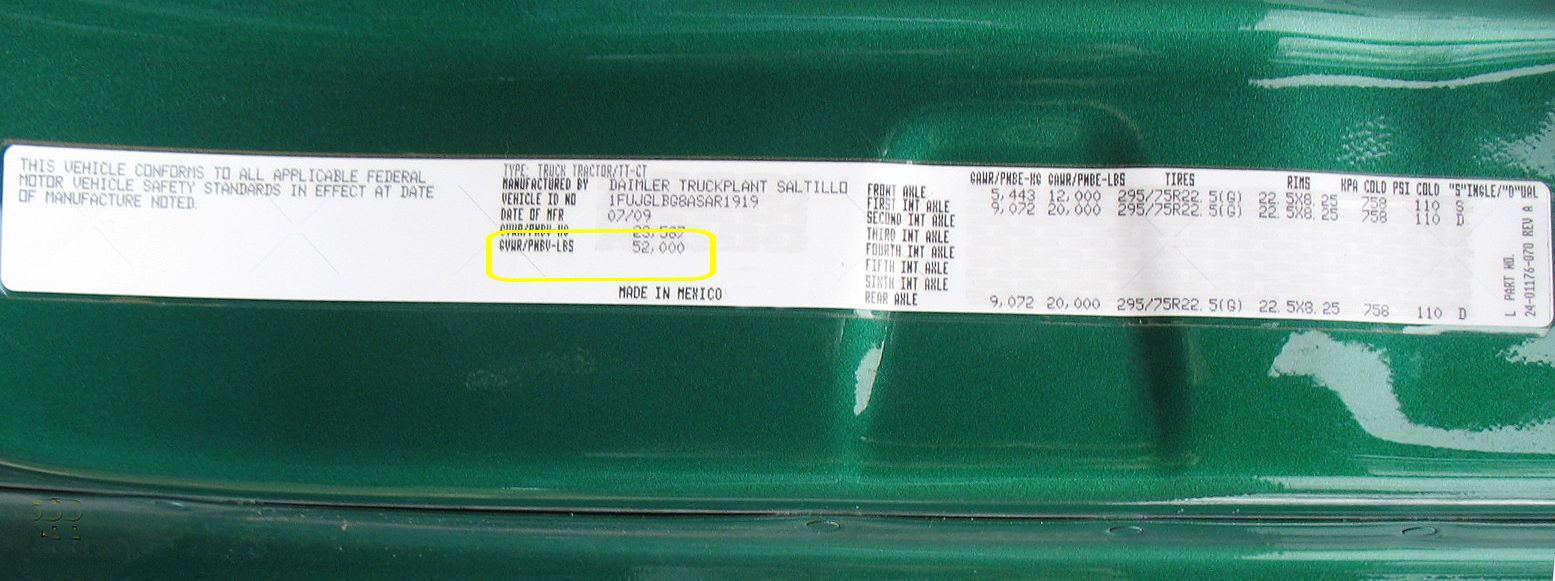 THIS VEHICLE CONFORMS TO ALL APPLICABLE FEDERAL
MOTOR VEHICLE SAFETY STANDARDS IN EFFECT AT DATE
OF MANUFACTURE NOTED.
TYPE: TRUCK TRACTOR/TT-CT
MANUFACTURED BY DAIMLER TRUCKPLANT SALTILLO
VEHICLE ID NO 1FUJGLBG8ASAR1919
DATE OF MFR 07/09
GVWR/PNBV-KG 23,587
GVWR/PNBV-LBS 52,000
MADE IN MEXICO
GAWR/PNBE-KG GAWR/PNBE-LBS TIRES RIMS KPA COLD PSI COLD "S"INGLE/"D"UAL
FRONT AXLE 5,443 12,000 295/75R22.5(G) 22.5X8.25 758 110 S
FIRST INT AXLE 9,072 20,000 295/75R22.5(G) 22.5X8.25 758 110 D
SECOND INT AXLE
THIRD INT AXLE
FOURTH INT AXLE
FIFTH INT AXLE
SIXTH INT AXLE
REAR AXLE 9,072 20,000 295/75R22.5(G) 22.5X8.25 758 110 D
L PART NO.
24-01176-070 REV A